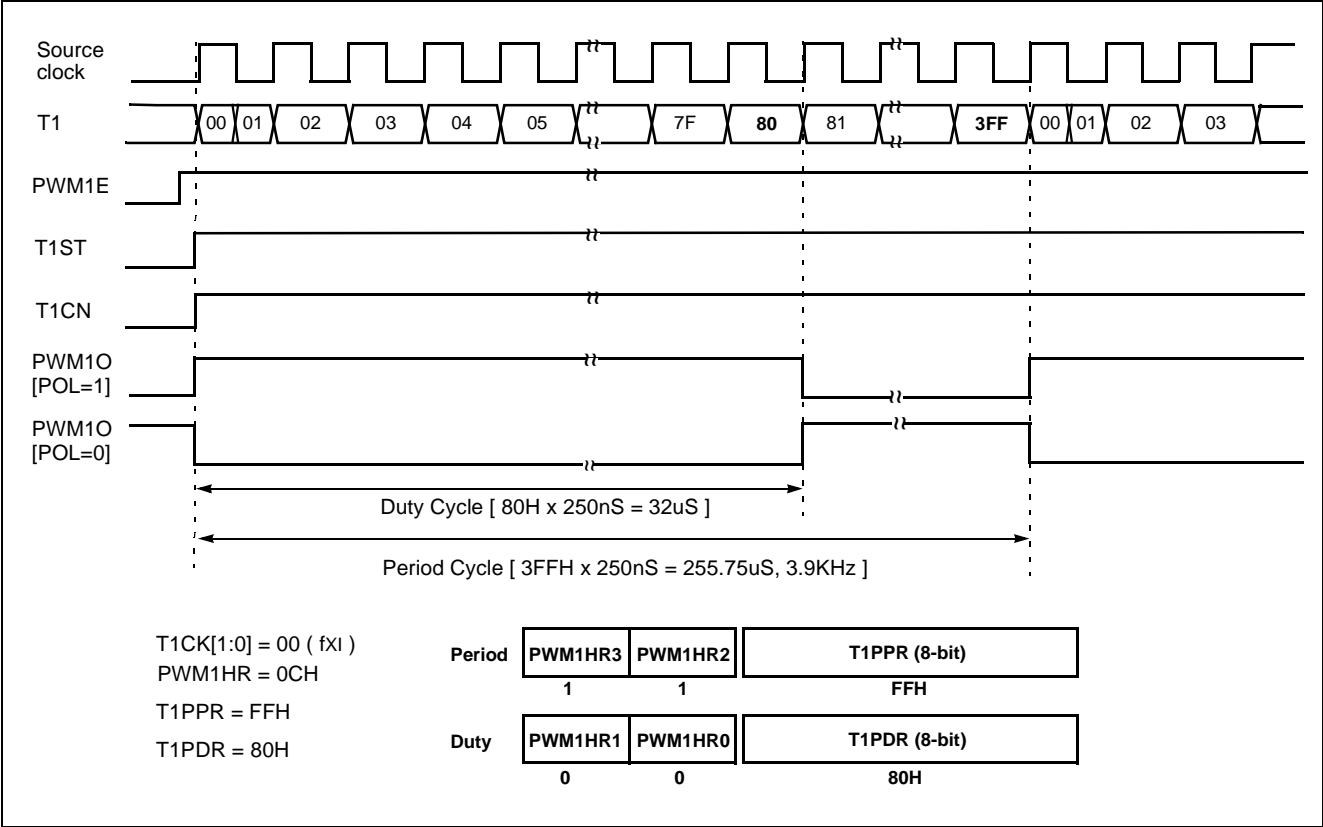 Source
clock
T1
00 01 02 03 04 05 7F 80 81 3FF 00 01 02 03
PWM1E
T1ST
T1CN
PWM1O
[POL=1]
PWM1O
[POL=0]
Duty Cycle [ 80H x 250nS = 32uS ]
Period Cycle [ 3FFH x 250nS = 255.75uS, 3.9KHz ]
T1CK[1:0] = 00 ( fXI )
PWM1HR = 0CH
T1PPR = FFH
T1PDR = 80H
Period PWM1HR3 PWM1HR2 T1PPR (8-bit)
1 1 FFH
Duty PWM1HR1 PWM1HR0 T1PDR (8-bit)
0 0 80H